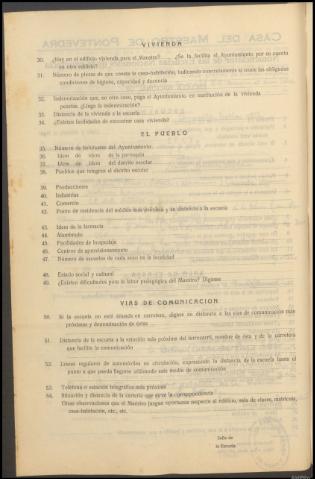 VIVIENDA
30. ¿Hay en el edificio vivienda para el Maestro? ¿Se la facilita el Ayuntamiento por su cuenta
en otro edificio?
31. Número de piezas de que consta la casa-habitación, indicando concretamente si reune las obligadas
condiciones de higiene, capacidad y decencia
32. Indemnización que, en otro caso, paga el Ayuntamiento en sustitución de la vivienda
pesetas. ¿Llega la indemnización?
33. Distancia de la vivienda a la escuela
34. ¿Existen facilidades de encontrar casa vivienda?
EL PUEBLO
35. Número de habitantes del Ayuntamiento
36. Idem de idem de la parroquia
37. Idem de idem del distrito escolar
38. Pueblos que integran el distrito escolar
39. Producciones
40. Industrias
41. Comercio
42. Punto de residencia del médico más próximo y su distancia a la escuela
43. Idem de la farmacia
44. Alumbrado
45. Posibilidades de hospedaje
46. Centros de aprovisionamiento
47. Número de escuelas de cada sexo en la localidad
48. Estado social y cultural
49. ¿Existen dificultades para la labor pedagógica del Maestro? Díganse
VIAS DE COMUNICACION
50. Si la escuela no está situada en carretera, dígase su distancia a las vías de comunicación más
próximas y denominación de éstas
51. Distancia de la escuela a la estación más próxima del ferrocarril, nombre de ésta y de la carretera
que facilita la comunicación
52. Líneas regulares de automóviles en circulación, expresando la distancia de la escuela hasta el
punto a que pueda llegarse utilizando este medio de comunicación
53. Teléfono o estación telegráfica más próxima
54. Situación y distancia de la cartería que sirve la correspondencia
Otras observaciones que el Maestro juzgue oportunas respecto al edificio, sala de clases, matrícula,
casa-habitación, etc., etc.
Sello de
la Escuela